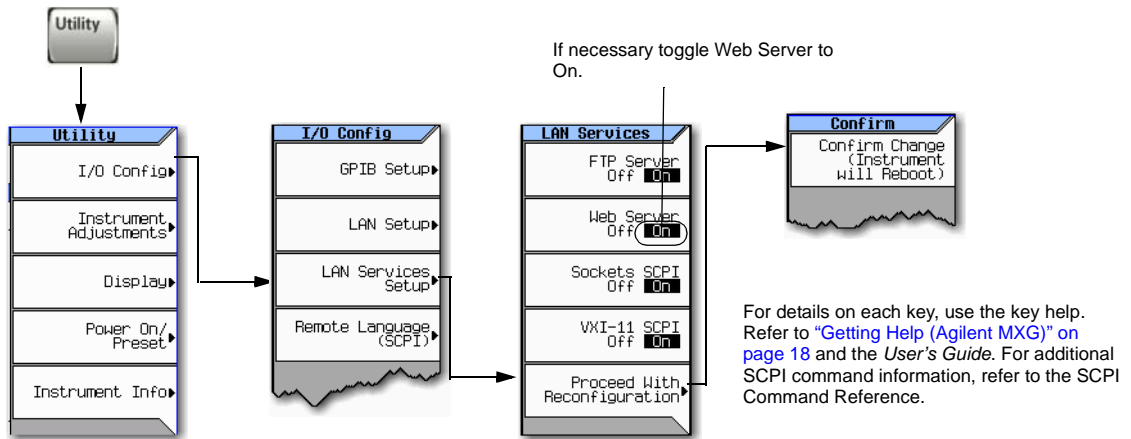 Utility
If necessary toggle Web Server to
On.
Utility
I/O Config
Instrument
Adjustments
Display
Power On/
Preset
Instrument Info
I/O Config
GPIB Setup
LAN Setup
LAN Services
Setup
Remote Language
(SCPI)
LAN Services
FTP Server
Off On
Web Server
Off On
Sockets SCPI
Off On
VXI-11 SCPI
Off On
Proceed With
Reconfiguration
Confirm
Confirm Change
(Instrument
will Reboot)
For details on each key, use the key help.
Refer to “Getting Help (Agilent MXG)” on
page 18 and the User’s Guide. For additional
SCPI command information, refer to the SCPI
Command Reference.